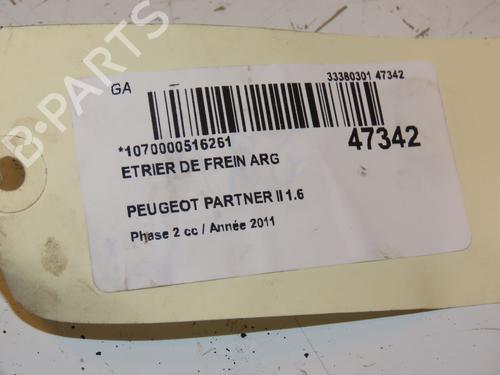 B-PARTS
GA
33380301 47342
*1070000516261
47342
ETRIER DE FREIN ARG
PEUGEOT PARTNER II 1.6
Phase 2 cc / Année 2011